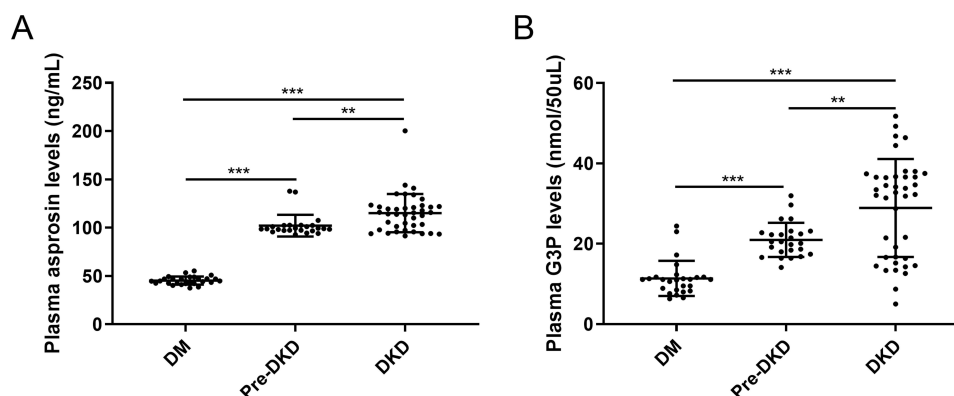 A
Plasma asprosin levels (ng/mL)
250
200
150
100
50
0
***
**
***
DM
Pre-DKD
DKD
B
Plasma G3P levels (nmol/50uL)
60
40
20
0
***
**
***
DM
Pre-DKD
DKD